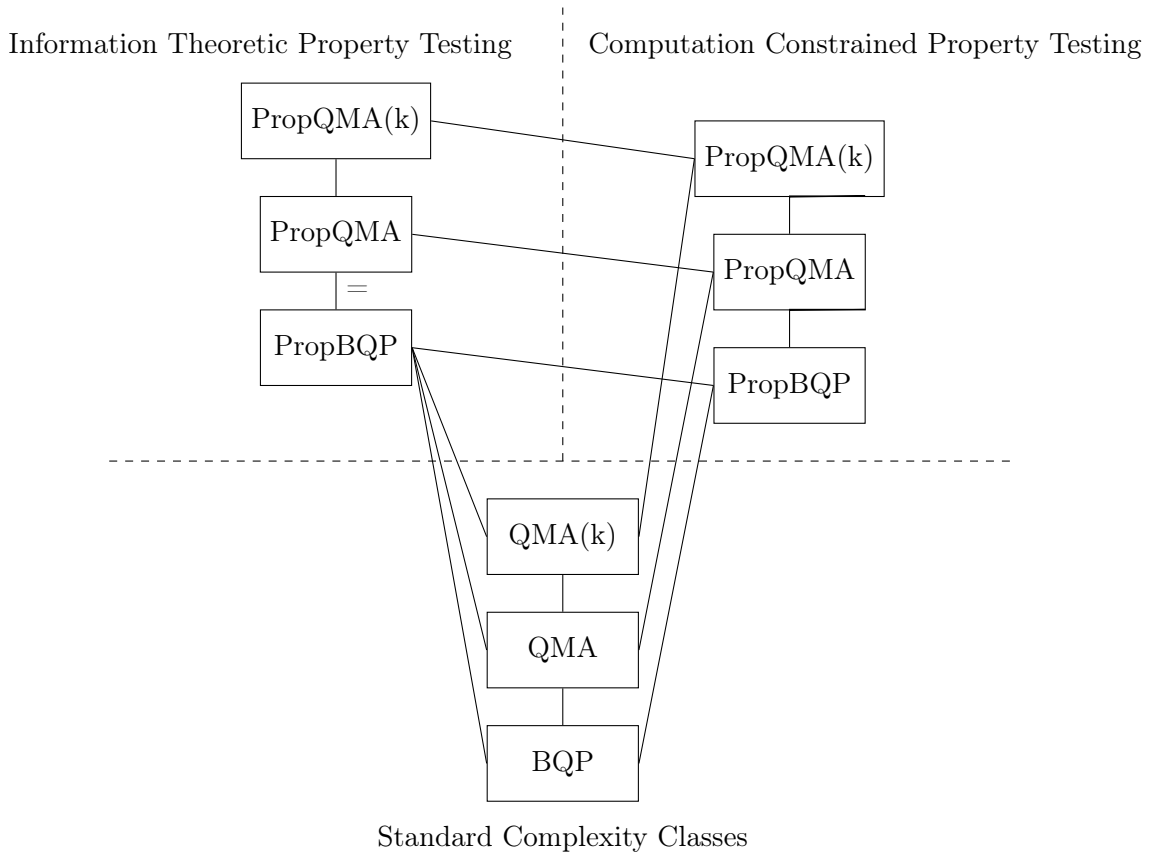 Information Theoretic Property Testing
Computation Constrained Property Testing
PropQMA(k)
PropQMA
=
PropBQP
PropQMA(k)
PropQMA
PropBQP
QMA(k)
QMA
BQP
Standard Complexity Classes